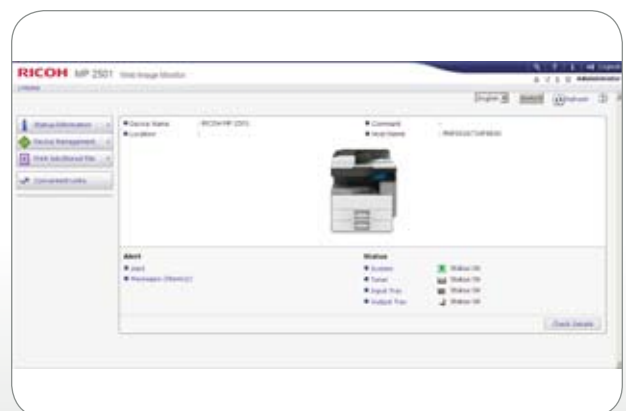 RICOH MP 2501 Web Image Monitor
Administrator
Home
English
Refresh
Status/Information
Device Management
Print Job/Stored File
Convenient Links
Device Name : RICOH MP 2501
Comment :
Location :
Host Name :
Alert
Alert
Messages (1item(s))
Status
System Status OK
Toner Status OK
Input Tray Status OK
Output Tray Status OK
Check Details